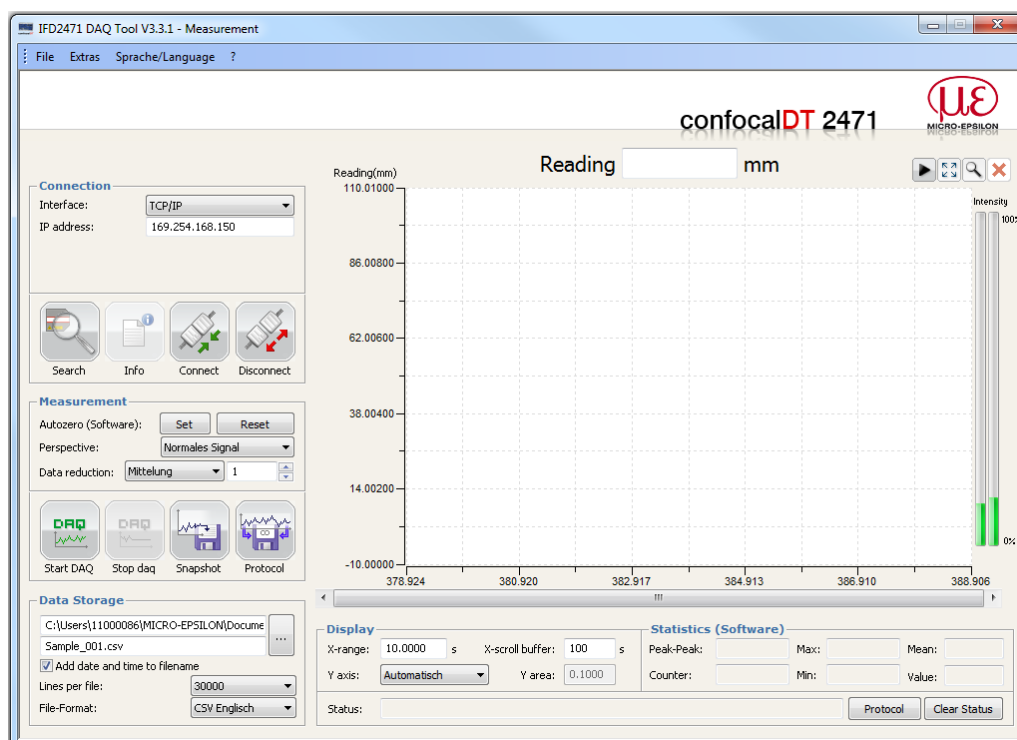 IFD2471 DAQ Tool V3.3.1 - Measurement
File Extras Sprache/Language ?
confocalDT 2471
με
MICRO-EPSILON
Connection
Interface: TCP/IP
IP address: 169.254.168.150
Search Info Connect Disconnect
Measurement
Autozero (Software): Set Reset
Perspective: Normales Signal
Data reduction: Mittelung 1
DAQ DAQ
Start DAQ Stop daq Snapshot Protocol
Data Storage
C:\Users\11000086\MICRO-EPSILON\Docume
...
Sample_001.csv
Add date and time to filename
Lines per file: 30000
File-Format: CSV Englisch
Reading mm
Reading(mm)
110.01000
86.00800
62.00600
38.00400
14.00200
-10.00000
378.924 380.920 382.917 384.913 386.910 388.906
Intensity
100%
0%
Display
X-range: 10.0000 s X-scroll buffer: 100 s
Y axis: Automatisch Y area: 0.1000
Statistics (Software)
Peak-Peak: Max: Mean:
Counter: Min: Value:
Status: Protocol Clear Status